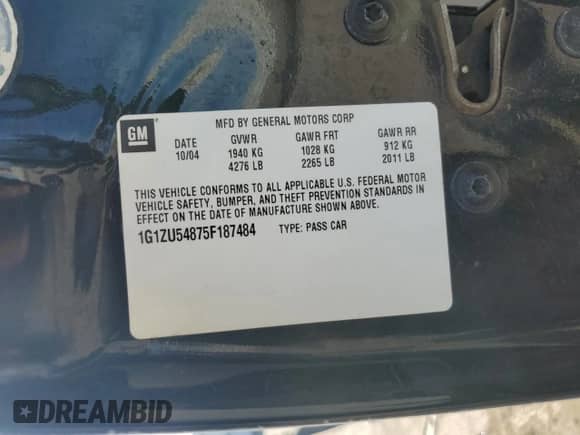 MFD BY GENERAL MOTORS CORP
GM DATE GVWR GAWR FRT GAWR RR
10/04 1940 KG 1028 KG 912 KG
4276 LB 2265 LB 2011 LB
THIS VEHICLE CONFORMS TO ALL APPLICABLE U.S. FEDERAL MOTOR
VEHICLE SAFETY, BUMPER, AND THEFT PREVENTION STANDARDS IN
EFFECT ON THE DATE OF MANUFACTURE SHOWN ABOVE.
1G1ZU54875F187484 TYPE: PASS CAR
DREAMBID